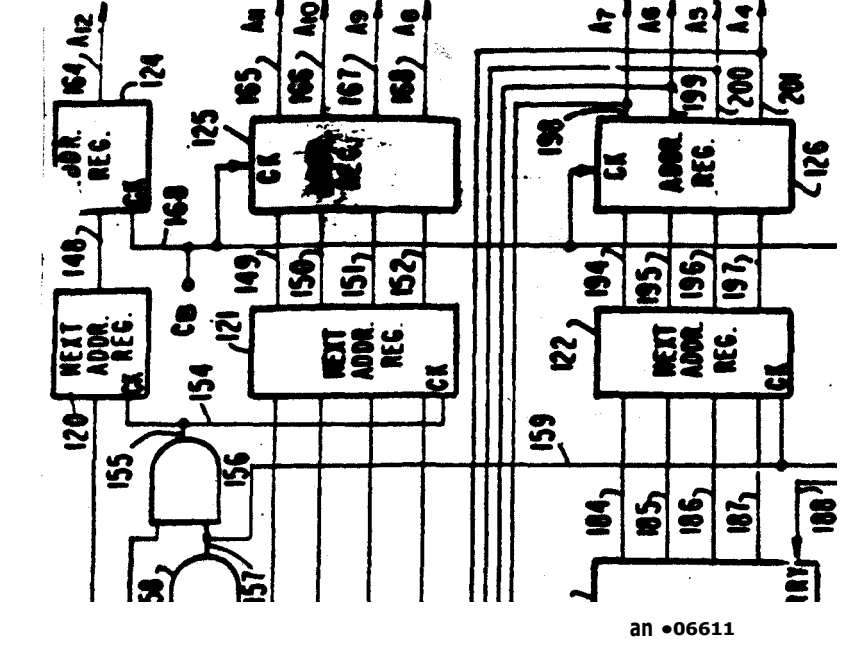 A12
A11
A10
A9
A8
A7
A6
A5
A4
164
124
165
166
167
168
125
198
199
200
201
126
REG.
CK
CK
CK
ADDR.
REG.
168
148
149
150
151
152
194
195
196
197
CB
120
NEXT
ADDR.
REG.
CK
121
NEXT
ADDR.
REG.
CK
122
NEXT
ADDR.
REG.
CK
154
155
156
157
159
184
185
186
187
188
RRY
an •06611